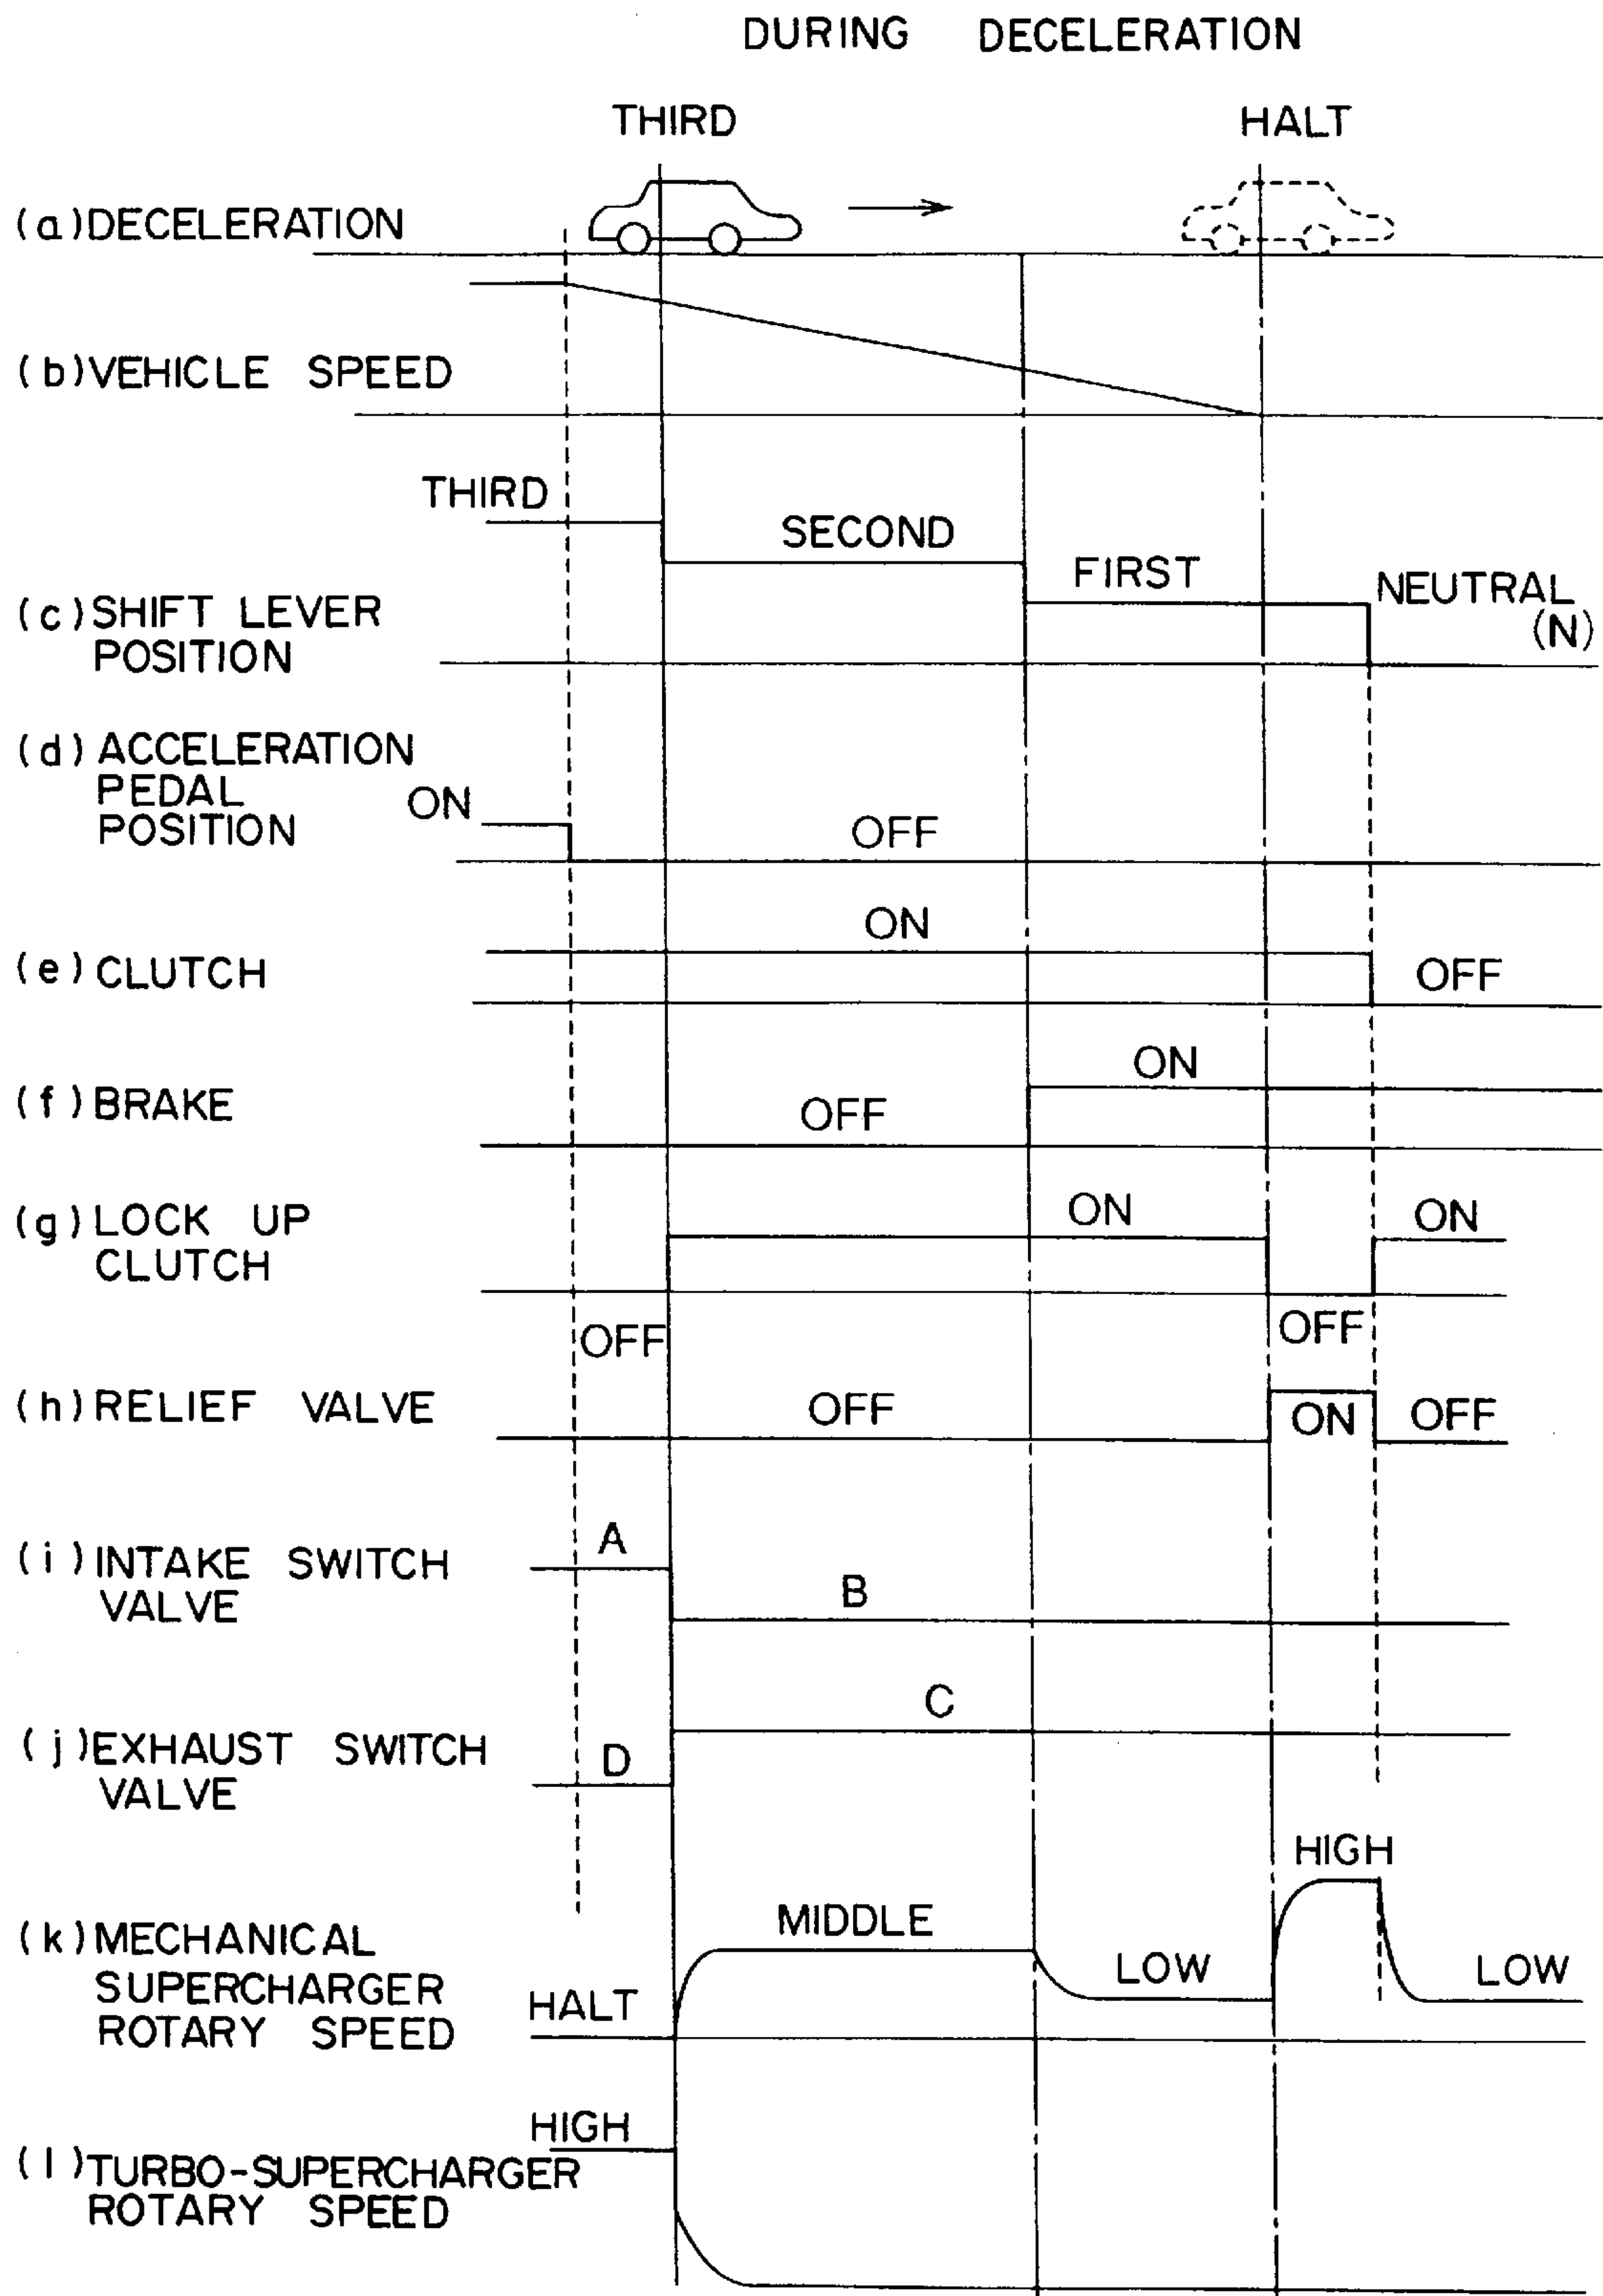 DURING DECELERATION
THIRD HALT
(a) DECELERATION
(b) VEHICLE SPEED
THIRD
SECOND
FIRST
NEUTRAL
(N)
(c) SHIFT LEVER
POSITION
(d) ACCELERATION
PEDAL
POSITION
ON
OFF
ON
(e) CLUTCH
OFF
ON
(f) BRAKE
OFF
(g) LOCK UP
CLUTCH
ON
ON
OFF
OFF
(h) RELIEF VALVE
OFF
ON
OFF
A
(i) INTAKE SWITCH
VALVE
B
C
(j) EXHAUST SWITCH
VALVE
D
HIGH
MIDDLE
(k) MECHANICAL
SUPERCHARGER
ROTARY SPEED
HALT
LOW
LOW
HIGH
(l) TURBO-SUPERCHARGER
ROTARY SPEED